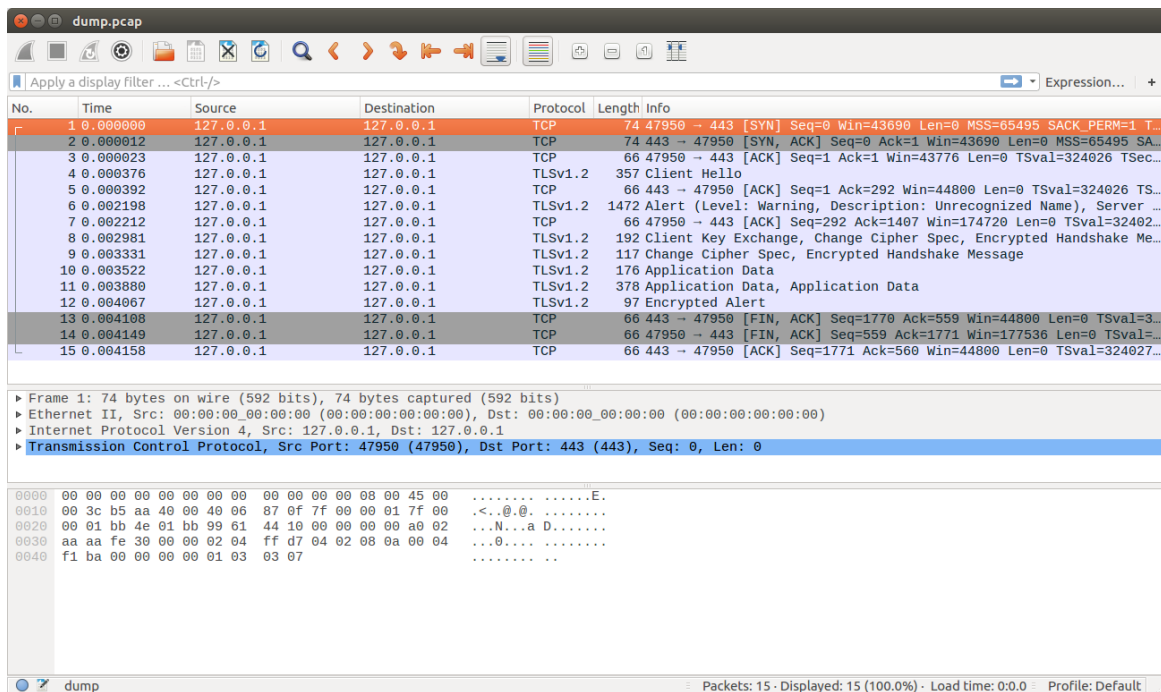 dump.pcap
Apply a display filter … <Ctrl-/> Expression… +
No. Time Source Destination Protocol Length Info
1 0.000000 127.0.0.1 127.0.0.1 TCP 74 47950 → 443 [SYN] Seq=0 Win=43690 Len=0 MSS=65495 SACK_PERM=1 T…
2 0.000012 127.0.0.1 127.0.0.1 TCP 74 443 → 47950 [SYN, ACK] Seq=0 Ack=1 Win=43690 Len=0 MSS=65495 SA…
3 0.000023 127.0.0.1 127.0.0.1 TCP 66 47950 → 443 [ACK] Seq=1 Ack=1 Win=43776 Len=0 TSval=324026 TSec…
4 0.000376 127.0.0.1 127.0.0.1 TLSv1.2 357 Client Hello
5 0.000392 127.0.0.1 127.0.0.1 TCP 66 443 → 47950 [ACK] Seq=1 Ack=292 Win=44800 Len=0 TSval=324026 TS…
6 0.002198 127.0.0.1 127.0.0.1 TLSv1.2 1472 Alert (Level: Warning, Description: Unrecognized Name), Server …
7 0.002212 127.0.0.1 127.0.0.1 TCP 66 47950 → 443 [ACK] Seq=292 Ack=1407 Win=174720 Len=0 TSval=32402…
8 0.002981 127.0.0.1 127.0.0.1 TLSv1.2 192 Client Key Exchange, Change Cipher Spec, Encrypted Handshake Me…
9 0.003331 127.0.0.1 127.0.0.1 TLSv1.2 117 Change Cipher Spec, Encrypted Handshake Message
10 0.003522 127.0.0.1 127.0.0.1 TLSv1.2 176 Application Data
11 0.003880 127.0.0.1 127.0.0.1 TLSv1.2 378 Application Data, Application Data
12 0.004067 127.0.0.1 127.0.0.1 TLSv1.2 97 Encrypted Alert
13 0.004108 127.0.0.1 127.0.0.1 TCP 66 443 → 47950 [FIN, ACK] Seq=1770 Ack=559 Win=44800 Len=0 TSval=3…
14 0.004149 127.0.0.1 127.0.0.1 TCP 66 47950 → 443 [FIN, ACK] Seq=559 Ack=1771 Win=177536 Len=0 TSval=…
15 0.004158 127.0.0.1 127.0.0.1 TCP 66 443 → 47950 [ACK] Seq=1771 Ack=560 Win=44800 Len=0 TSval=324027…
Frame 1: 74 bytes on wire (592 bits), 74 bytes captured (592 bits)
Ethernet II, Src: 00:00:00_00:00:00 (00:00:00:00:00:00), Dst: 00:00:00_00:00:00 (00:00:00:00:00:00)
Internet Protocol Version 4, Src: 127.0.0.1, Dst: 127.0.0.1
Transmission Control Protocol, Src Port: 47950 (47950), Dst Port: 443 (443), Seq: 0, Len: 0
0000 00 00 00 00 00 00 00 00 00 00 00 00 08 00 45 00 ........ ......E.
0010 00 3c b5 aa 40 00 40 06 87 0f 7f 00 00 01 7f 00 .<..@.@. ........
0020 00 01 bb 4e 01 bb 99 61 44 10 00 00 00 00 a0 02 ...N...a D.......
0030 aa aa fe 30 00 00 02 04 ff d7 04 02 08 0a 00 04 ...0.... ........
0040 f1 ba 00 00 00 00 01 03 03 07 ........ ..
dump Packets: 15 · Displayed: 15 (100.0%) · Load time: 0:0.0 Profile: Default